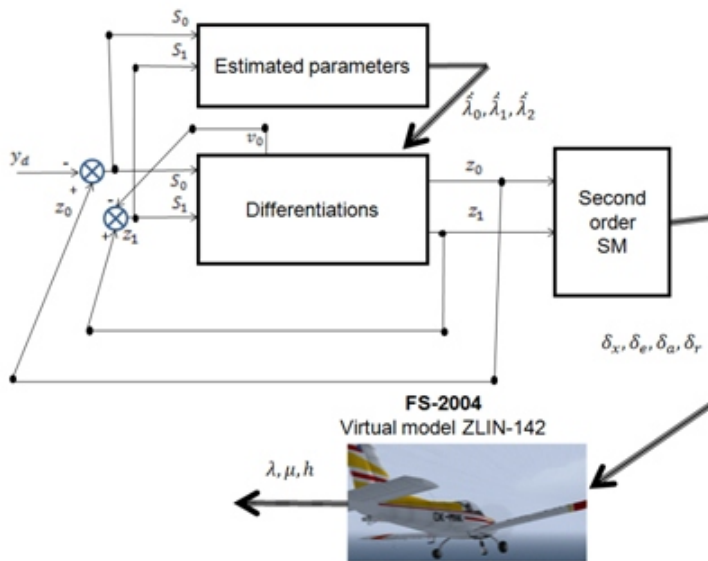 S₀
S₁
Estimated parameters
λ̂̇₀, λ̂̇₁, λ̂̇₂
v₀
y_d
-
+
z₀
S₀
S₁
-
+
z₁
Differentiations
z₀
z₁
Second
order
SM
δₓ, δₑ, δₐ, δᵣ
FS-2004
Virtual model ZLIN-142
λ, μ, h